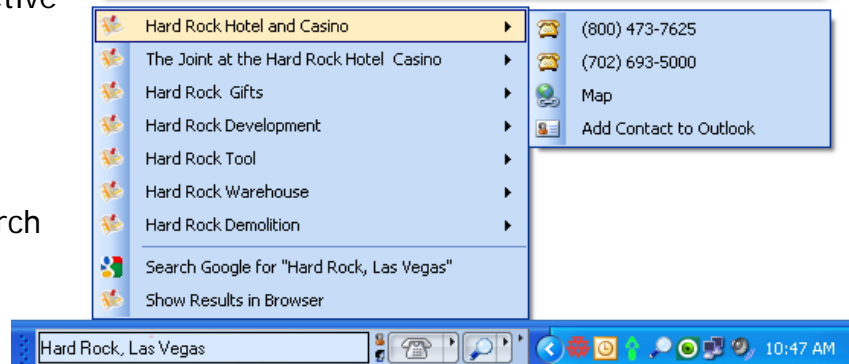 ctive
Hard Rock Hotel and Casino
(800) 473-7625
The Joint at the Hard Rock Hotel Casino
(702) 693-5000
Hard Rock Gifts
Map
Hard Rock Development
Add Contact to Outlook
Hard Rock Tool
Hard Rock Warehouse
rch
Hard Rock Demolition
Search Google for "Hard Rock, Las Vegas"
Show Results in Browser
Hard Rock, Las Vegas
10:47 AM